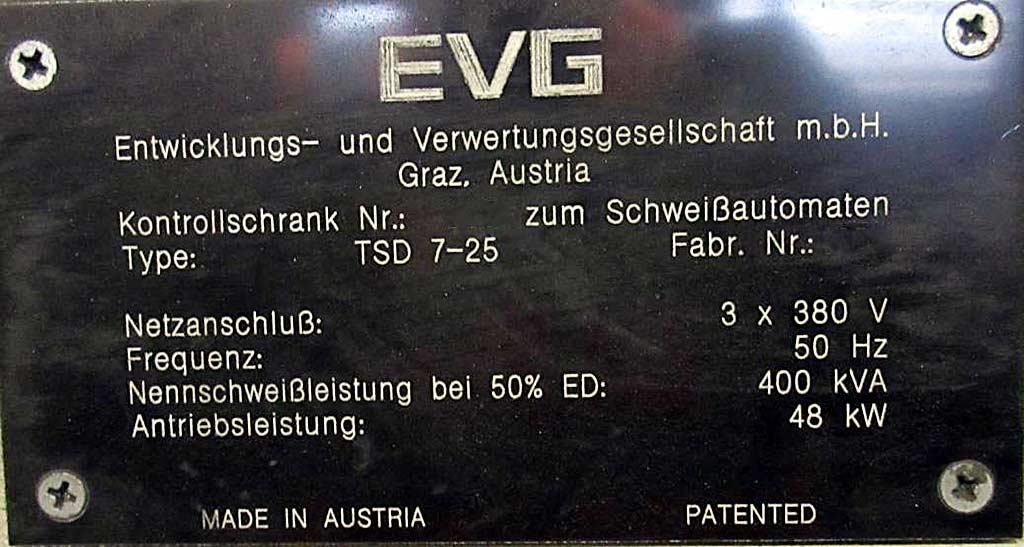 EVG
Entwicklungs- und Verwertungsgesellschaft m.b.H.
Graz, Austria
Kontrollschrank Nr.: zum Schweißautomaten
Type: TSD 7-25 Fabr. Nr.:
Netzanschluß: 3 x 380 V
Frequenz: 50 Hz
Nennschweißleistung bei 50% ED: 400 kVA
Antriebsleistung: 48 kW
MADE IN AUSTRIA PATENTED